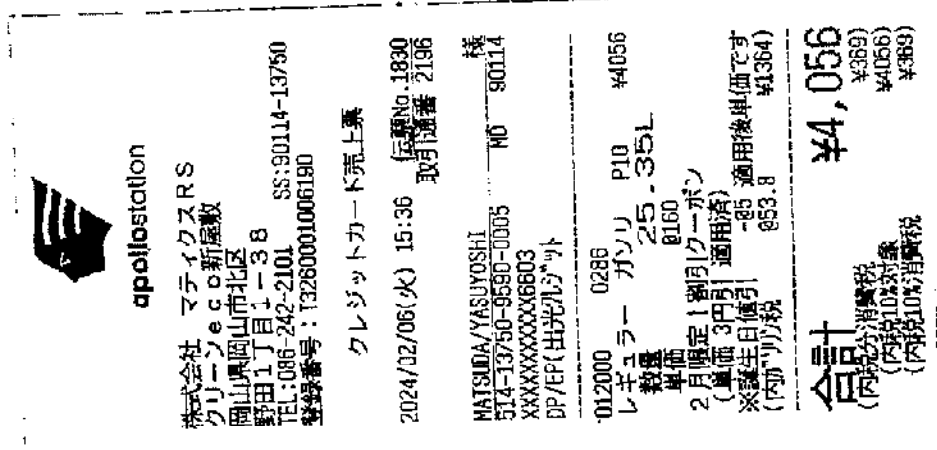 apollostation
株式会社 マティクスRS
クリーンeco新屋敷
岡山県岡山市北区
野田1丁目1-38
TEL:086-242-2101 SS:90114-13750
登録番号:T3260001006190
クレジットカード売上票
2024/02/06(火) 15:36 伝票No.1830
取引通番 2196
MATSUDA/YASUYOSHI 様
514-13750-9590-0005 MD 90114
XXXXXXXXXXXX6603
DP/EP(出光クレジット
012000 0286
レギュラー ガソリン P10 ¥4056
数量 25.35L
単価 @160
2月限定1割引クーポン
(単価 3円引 適用済)
※誕生日値引 -@5 適用後単価です
(内ガソリン税 @53.8 ¥1364)
合計 ¥4,056
(内税分消費税 ¥369)
(内税10%対象 ¥4056)
(内税10%消費税 ¥369)